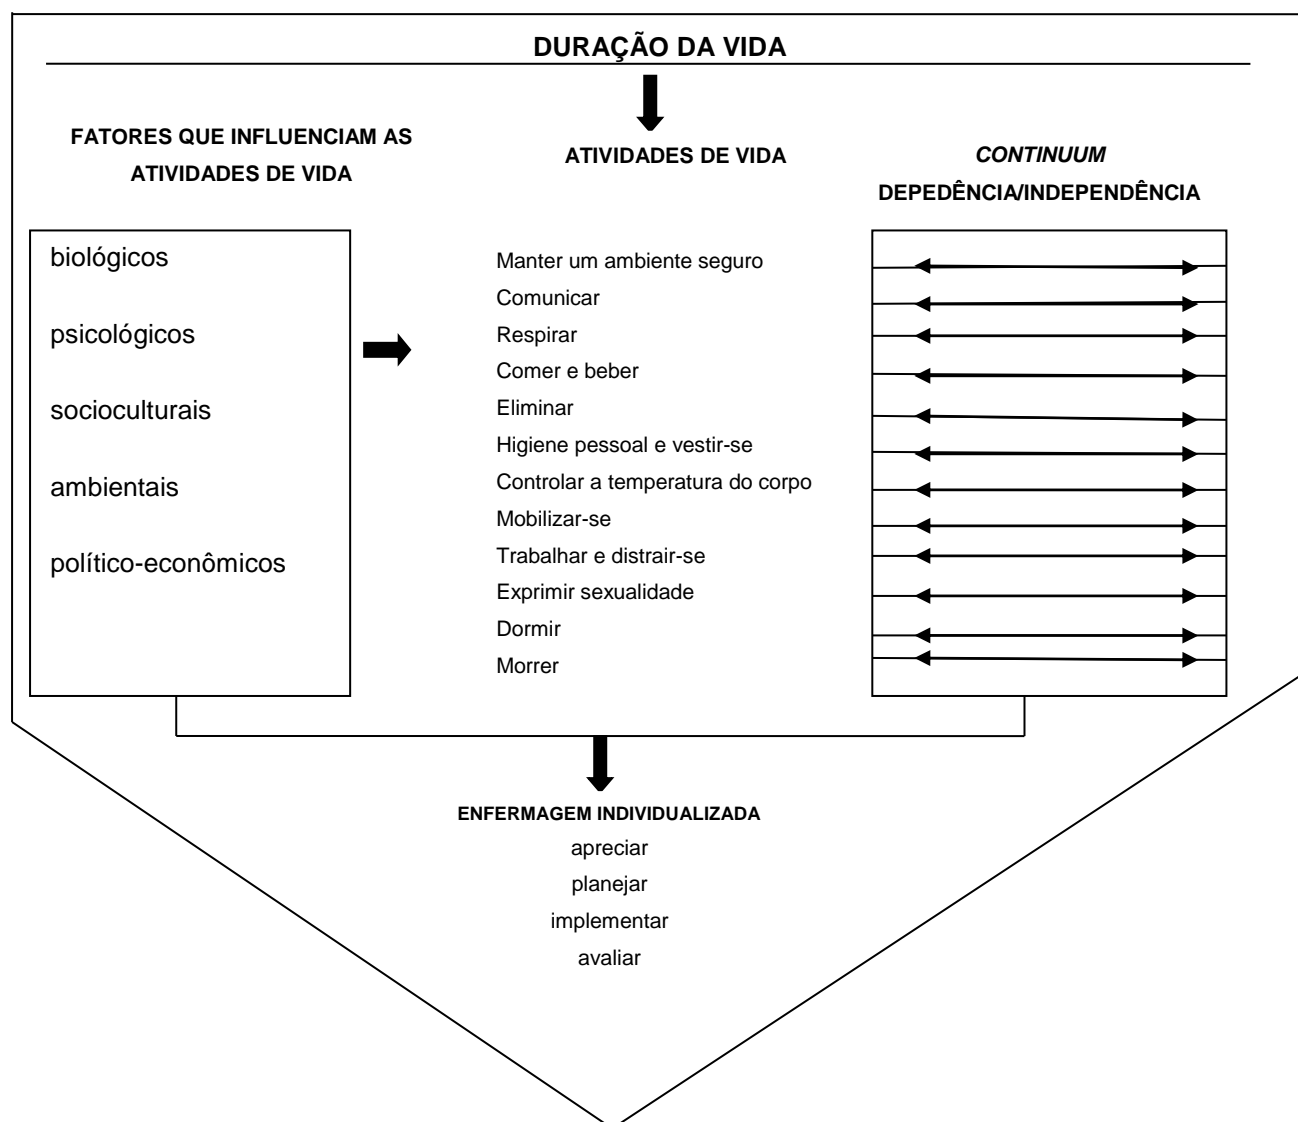 DURAÇÃO DA VIDA
FATORES QUE INFLUENCIAM AS
ATIVIDADES DE VIDA
ATIVIDADES DE VIDA
CONTINUUM
DEPEDÊNCIA/INDEPENDÊNCIA
biológicos
psicológicos
socioculturais
ambientais
político-econômicos
Manter um ambiente seguro
Comunicar
Respirar
Comer e beber
Eliminar
Higiene pessoal e vestir-se
Controlar a temperatura do corpo
Mobilizar-se
Trabalhar e distrair-se
Exprimir sexualidade
Dormir
Morrer
ENFERMAGEM INDIVIDUALIZADA
apreciar
planejar
implementar
avaliar